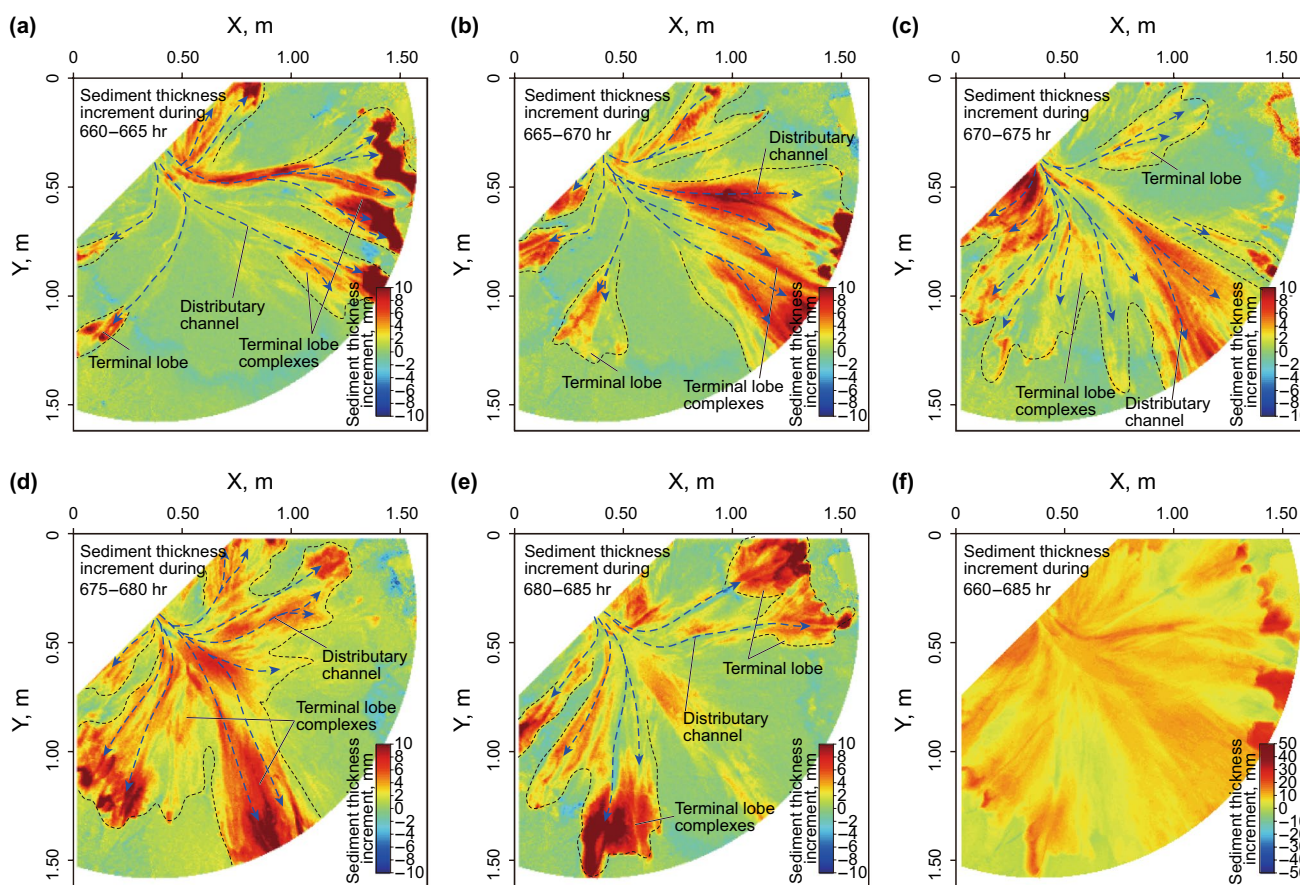 (a)
X, m
0
0.50
1.00
1.50
Y, m
0
0.50
1.00
1.50
Sediment thickness
increment during
660–665 hr
Distributary
channel
Terminal lobe
complexes
Terminal lobe
Sediment thickness
increment, mm
10
8
6
4
2
0
−2
−4
−6
−8
−10
(b)
X, m
0
0.50
1.00
1.50
Y, m
0
0.50
1.00
1.50
Sediment thickness
increment during
665–670 hr
Distributary
channel
Terminal lobe
Terminal lobe
complexes
Sediment thickness
increment, mm
10
8
6
4
2
0
−2
−4
−6
−8
−10
(c)
X, m
0
0.50
1.00
1.50
Y, m
0
0.50
1.00
1.50
Sediment thickness
increment during
670–675 hr
Terminal lobe
Terminal lobe
complexes
Distributary
channel
Sediment thickness
increment, mm
10
8
6
4
2
0
−2
−4
−6
−8
−10
(d)
X, m
0
0.50
1.00
1.50
Y, m
0
0.50
1.00
1.50
Sediment thickness
increment during
675–680 hr
Distributary
channel
Terminal lobe
complexes
Sediment thickness
increment, mm
10
8
6
4
2
0
−2
−4
−6
−8
−10
(e)
X, m
0
0.50
1.00
1.50
Y, m
0
0.50
1.00
1.50
Sediment thickness
increment during
680–685 hr
Terminal lobe
Distributary
channel
Terminal lobe
complexes
Sediment thickness
increment, mm
10
8
6
4
2
0
−2
−4
−6
−8
−10
(f)
X, m
0
0.50
1.00
1.50
Y, m
0
0.50
1.00
1.50
Sediment thickness
increment during
660–685 hr
Sediment thickness
increment, mm
50
40
30
20
10
0
−10
−20
−30
−40
−50